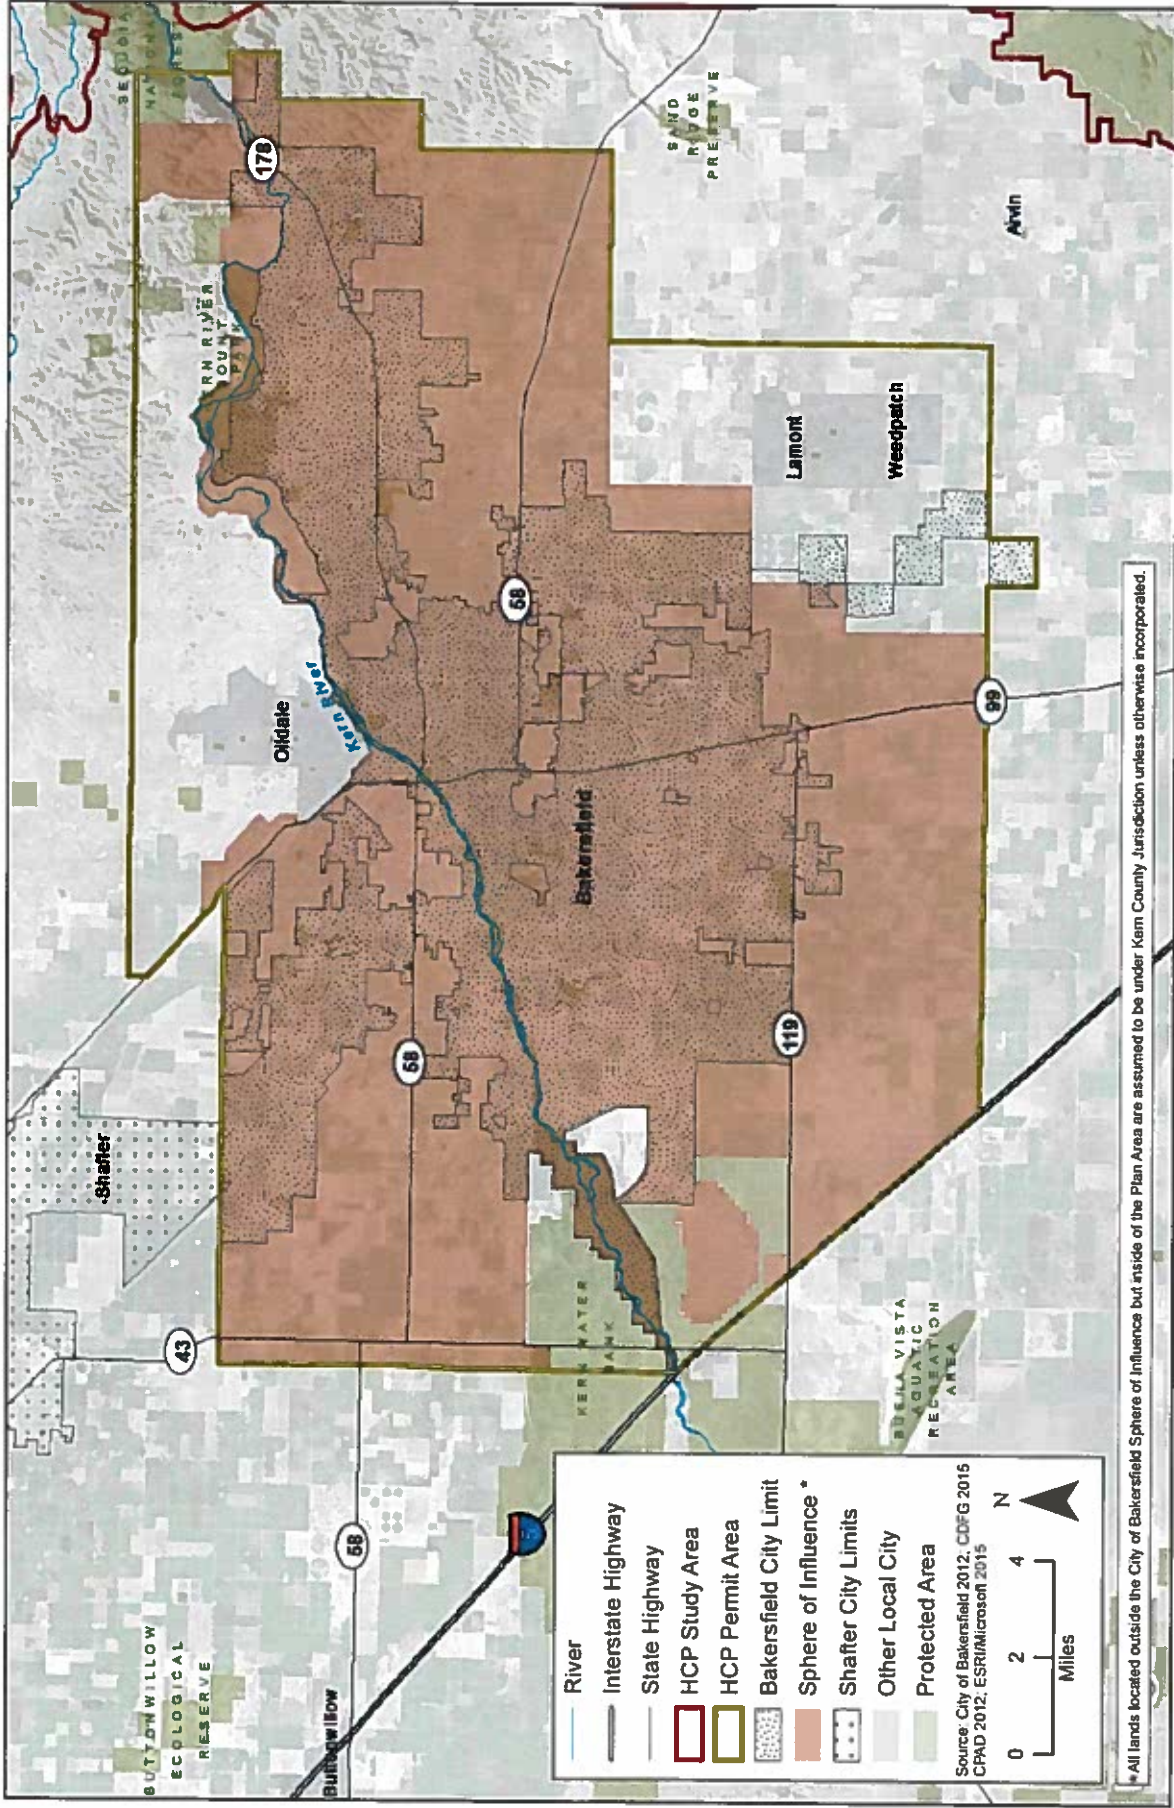 SEQUOIA
NATIONAL
FOREST
178
KERN RIVER
COUNTY
PARK
SAND
RIDGE
PRESERVE
Arvin
Lamont
Weedpatch
58
Kern River
Oildale
99
Bakersfield
58
119
Shafter
43
KERN WATER
BANK
BUENA VISTA
AQUATIC
RECREATION
AREA
58
BUTTONWILLOW
ECOLOGICAL
RESERVE
Buttonwillow
River
Interstate Highway
State Highway
HCP Study Area
HCP Permit Area
Bakersfield City Limit
Sphere of Influence *
Shafter City Limits
Other Local City
Protected Area
Source: City of Bakersfield 2012; CDFG 2015
CPAD 2012; ESRI/Microsoft 2015
N
0 2 4
Miles
*All lands located outside the City of Bakersfield Sphere of Influence but inside of the Plan Area are assumed to be under Kern County Jurisdiction unless otherwise incorporated.